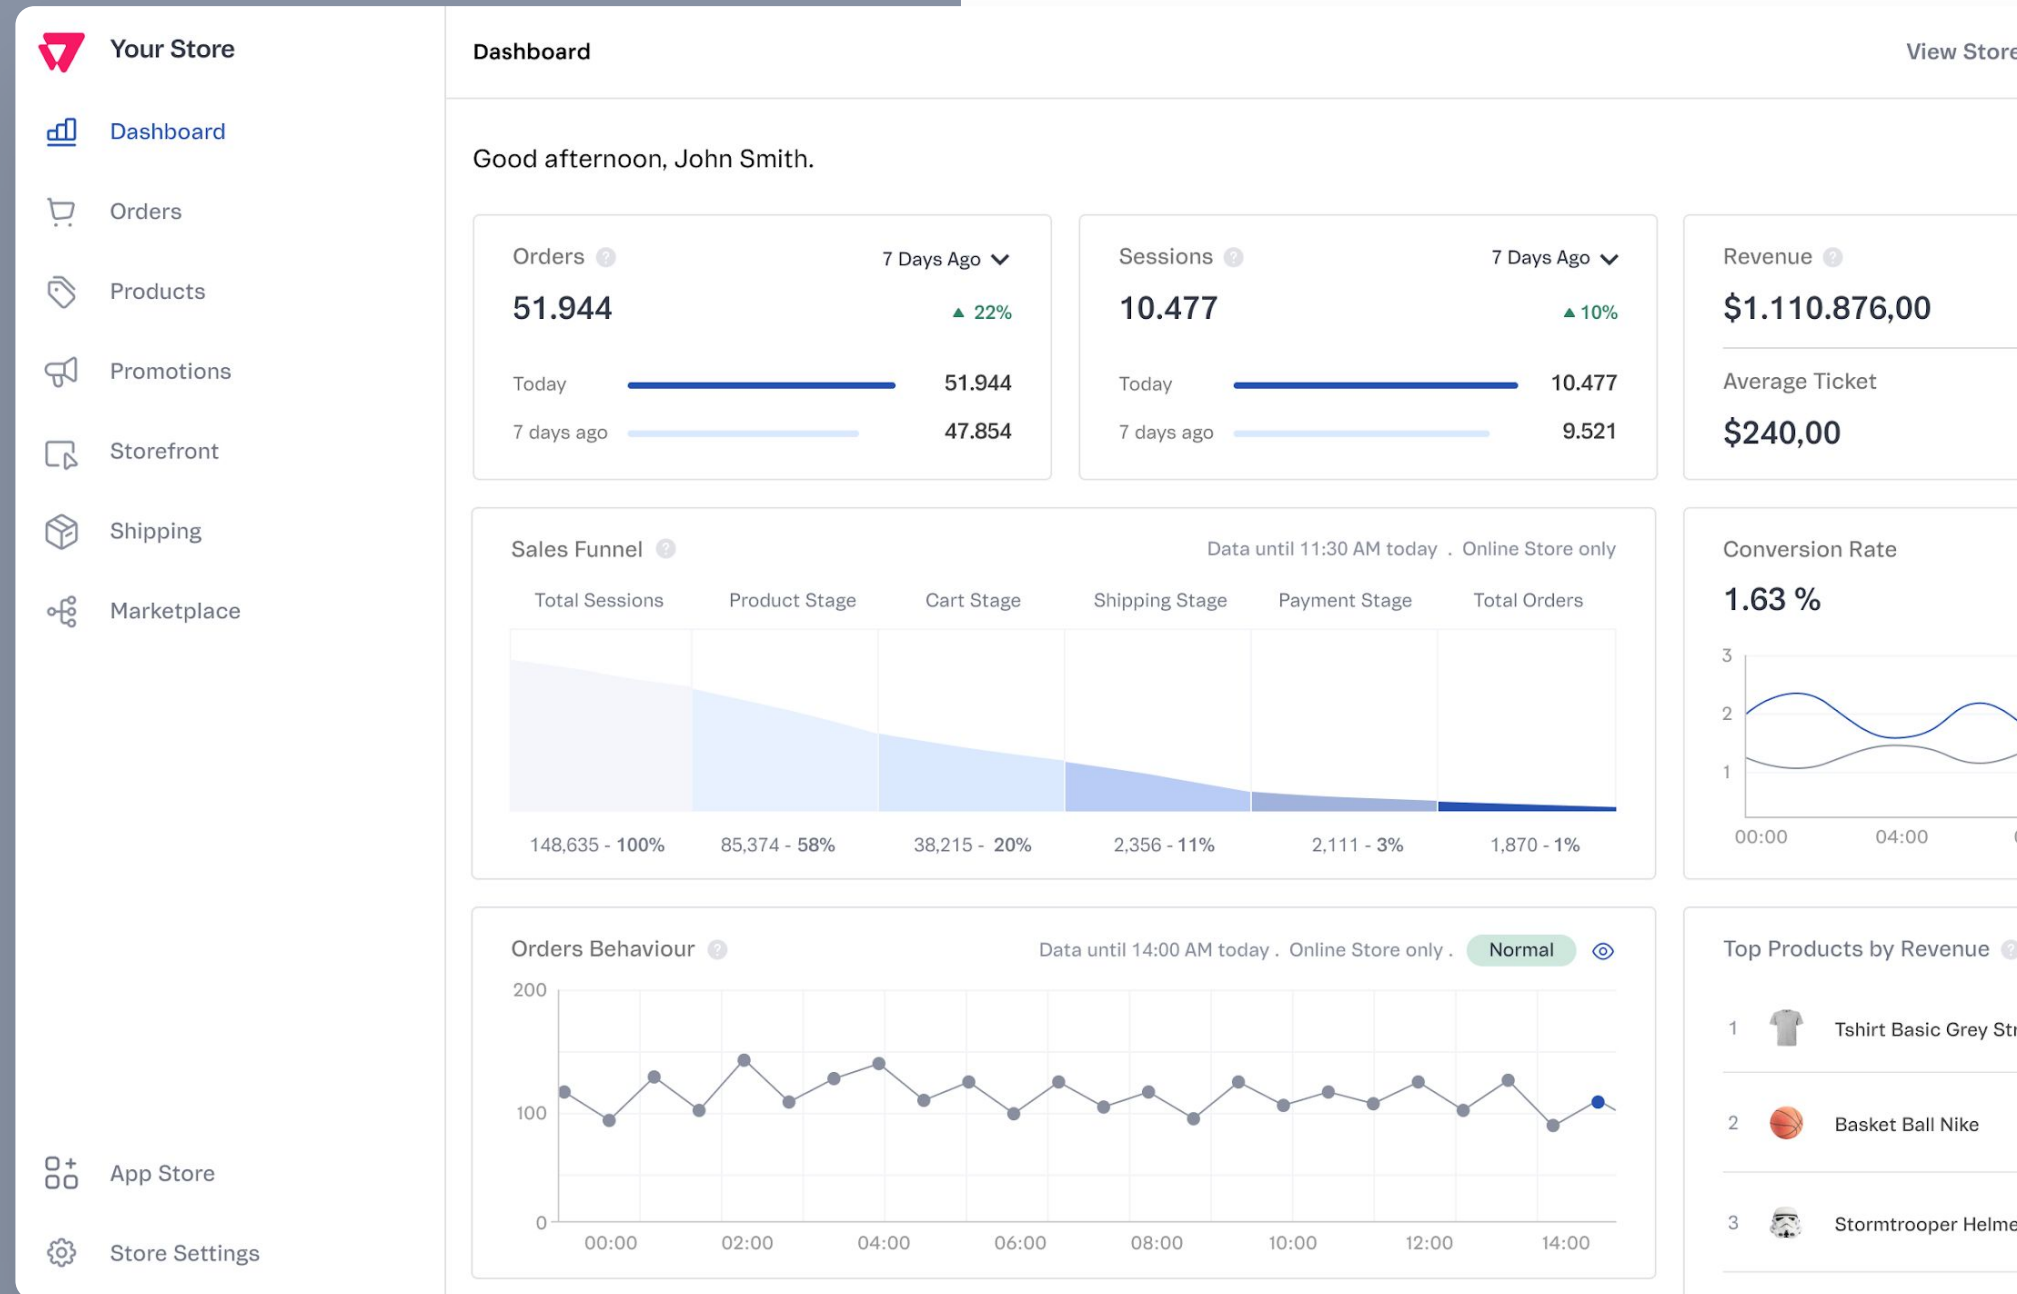 Your Store
Dashboard
Orders
Products
Promotions
Storefront
Shipping
Marketplace
App Store
Store Settings
Dashboard
View Store
Good afternoon, John Smith.
Orders ?
7 Days Ago
51.944
22%
Today 51.944
7 days ago 47.854
Sessions ?
7 Days Ago
10.477
10%
Today 10.477
7 days ago 9.521
Revenue ?
$1.110.876,00
Average Ticket
$240,00
Sales Funnel ?
Data until 11:30 AM today . Online Store only
Total Sessions Product Stage Cart Stage Shipping Stage Payment Stage Total Orders
148,635 - 100% 85,374 - 58% 38,215 - 20% 2,356 - 11% 2,111 - 3% 1,870 - 1%
Conversion Rate
1.63 %
3
2
1
00:00 04:00
Orders Behaviour ?
Data until 14:00 AM today . Online Store only .
Normal
200
100
0
00:00 02:00 04:00 06:00 08:00 10:00 12:00 14:00
Top Products by Revenue ?
1 Tshirt Basic Grey
2 Basket Ball Nike
3 Stormtrooper